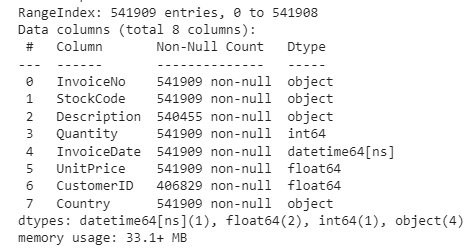 RangeIndex: 541909 entries, 0 to 541908
Data columns (total 8 columns):
 #   Column       Non-Null Count   Dtype
---  ------       --------------   -----
 0   InvoiceNo    541909 non-null  object
 1   StockCode    541909 non-null  object
 2   Description  540455 non-null  object
 3   Quantity     541909 non-null  int64
 4   InvoiceDate  541909 non-null  datetime64[ns]
 5   UnitPrice    541909 non-null  float64
 6   CustomerID   406829 non-null  float64
 7   Country      541909 non-null  object
dtypes: datetime64[ns](1), float64(2), int64(1), object(4)
memory usage: 33.1+ MB